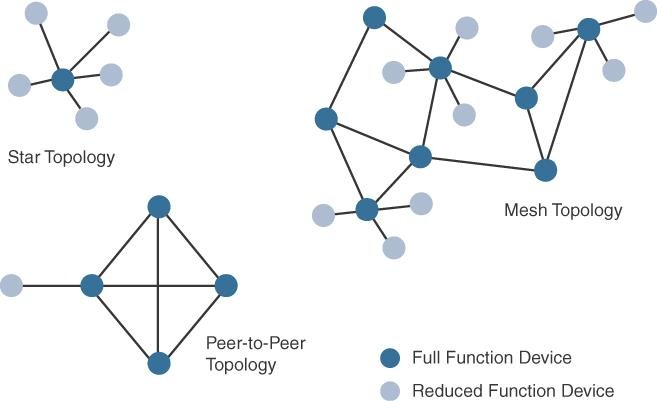 Star Topology
Mesh Topology
Peer-to-Peer
Topology
Full Function Device
Reduced Function Device